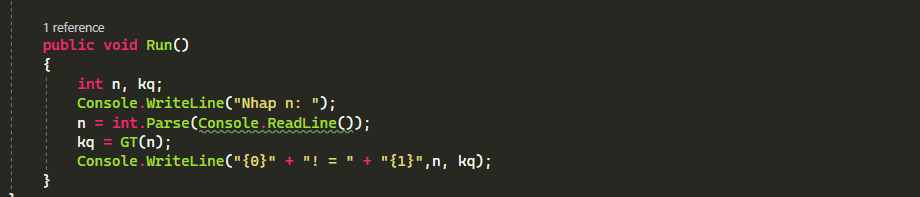 1 reference
public void Run()
{
int n, kq;
Console.WriteLine("Nhap n: ");
n = int.Parse(Console.ReadLine());
kq = GT(n);
Console.WriteLine("{0}" + "! = " + "{1}",n, kq);
}